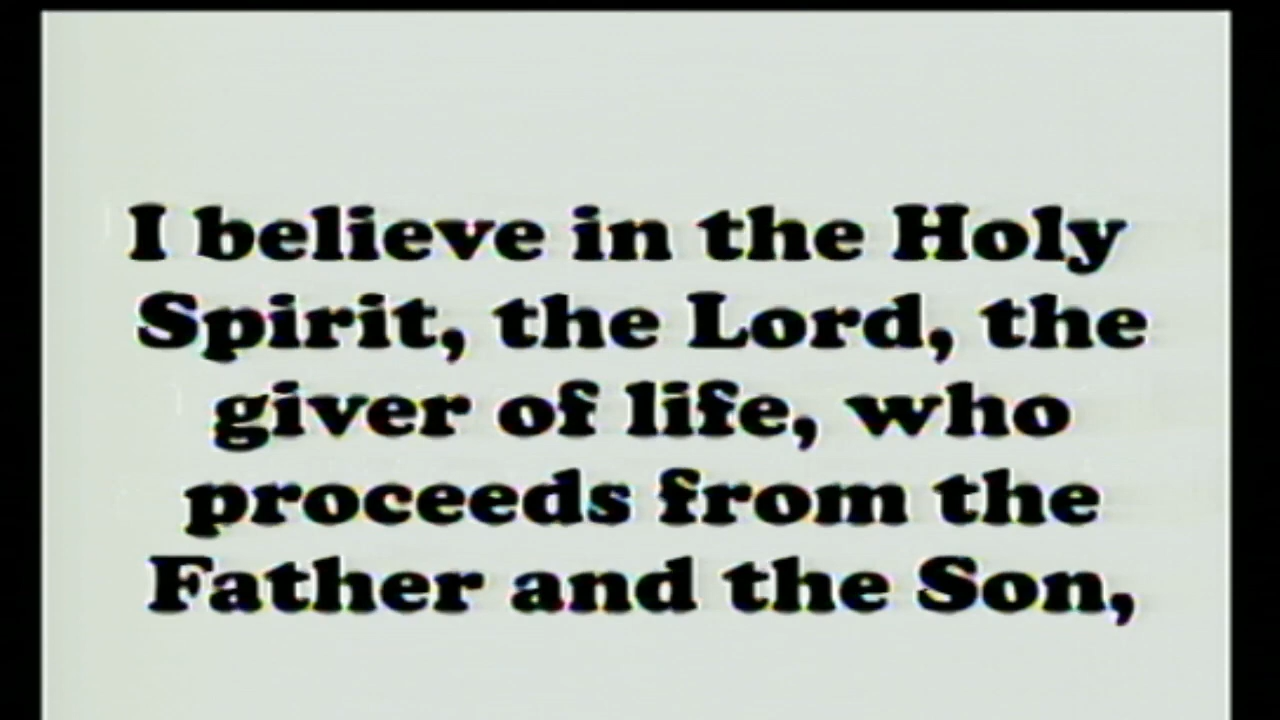 I believe in the Holy
Spirit, the Lord, the
giver of life, who
proceeds from the
Father and the Son,